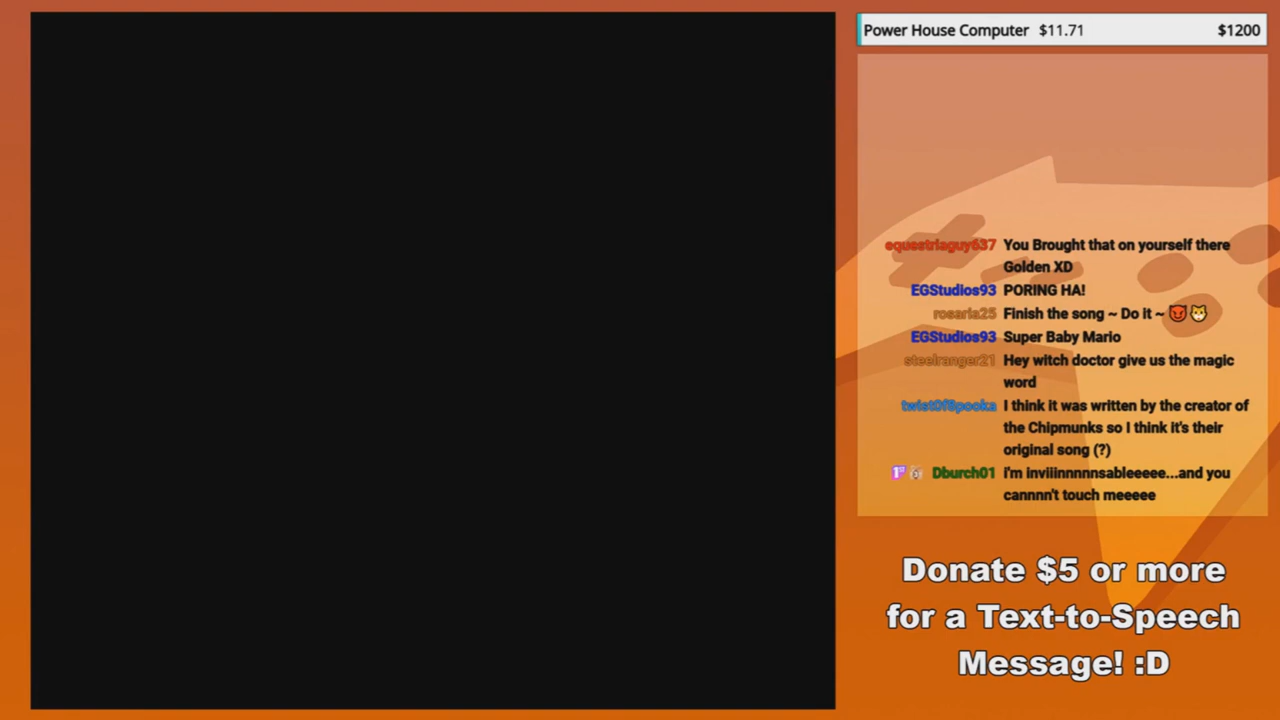 Power House Computer $11.71 $1200
equestriaguy637 You Brought that on yourself there
Golden XD
EGStudios93 PORING HA!
rosaria25 Finish the song ~ Do it ~ 😈🐱
EGStudios93 Super Baby Mario
steelranger21 Hey witch doctor give us the magic
word
twist0f8pooka I think it was written by the creator of
the Chipmunks so I think it's their
original song (?)
Dburch01 i'm inviiinnnnnsableeeee...and you
cannnn't touch meeeee
Donate $5 or more
for a Text-to-Speech
Message! :D